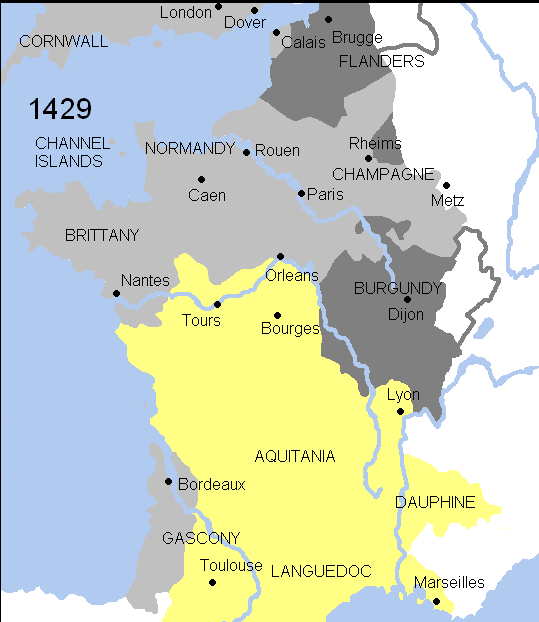 London
Dover
CORNWALL
Calais
Brugge
FLANDERS
1429
CHANNEL
ISLANDS
NORMANDY
Rouen
Rheims
CHAMPAGNE
Caen
Paris
Metz
BRITTANY
Nantes
Orleans
BURGUNDY
Dijon
Tours
Bourges
Lyon
AQUITANIA
Bordeaux
DAUPHINE
GASCONY
Toulouse
LANGUEDOC
Marseilles